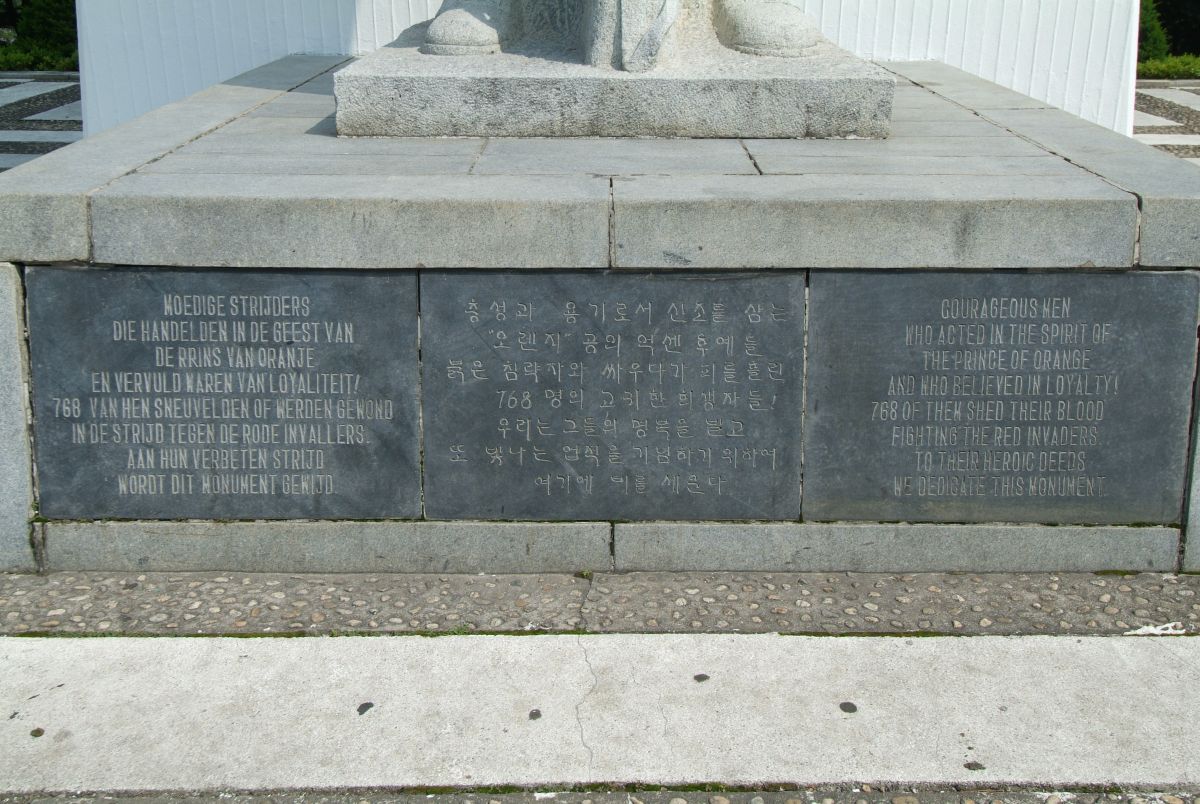 MOEDIGE STRIJDERS
DIE HANDELDEN IN DE GEEST VAN
DE RRINS VAN ORANJE
EN VERVULD WAREN VAN LOYALITEIT!
768 VAN HEN SNEUVELDEN OF WERDEN GEWOND
IN DE STRIJD TEGEN DE RODE INVALLERS.
AAN HUN VERBETEN STRIJD
WORDT DIT MONUMENT GEWIJD.
충성과 용기로서 신조를 삼는
"오렌지" 공의 억센 후예들
붉은 침략자와 싸우다가 피를 흘린
768 명의 고귀한 희생자들!
우리는 그들의 명복을 빌고
또 빛나는 업적을 기념하기 위하여
여기에 이를 세운다
COURAGEOUS MEN
WHO ACTED IN THE SPIRIT OF
THE PRINCE OF ORANGE
AND WHO BELIEVED IN LOYALTY!
768 OF THEM SHED THEIR BLOOD
FIGHTING THE RED INVADERS.
TO THEIR HEROIC DEEDS
WE DEDICATE THIS MONUMENT.